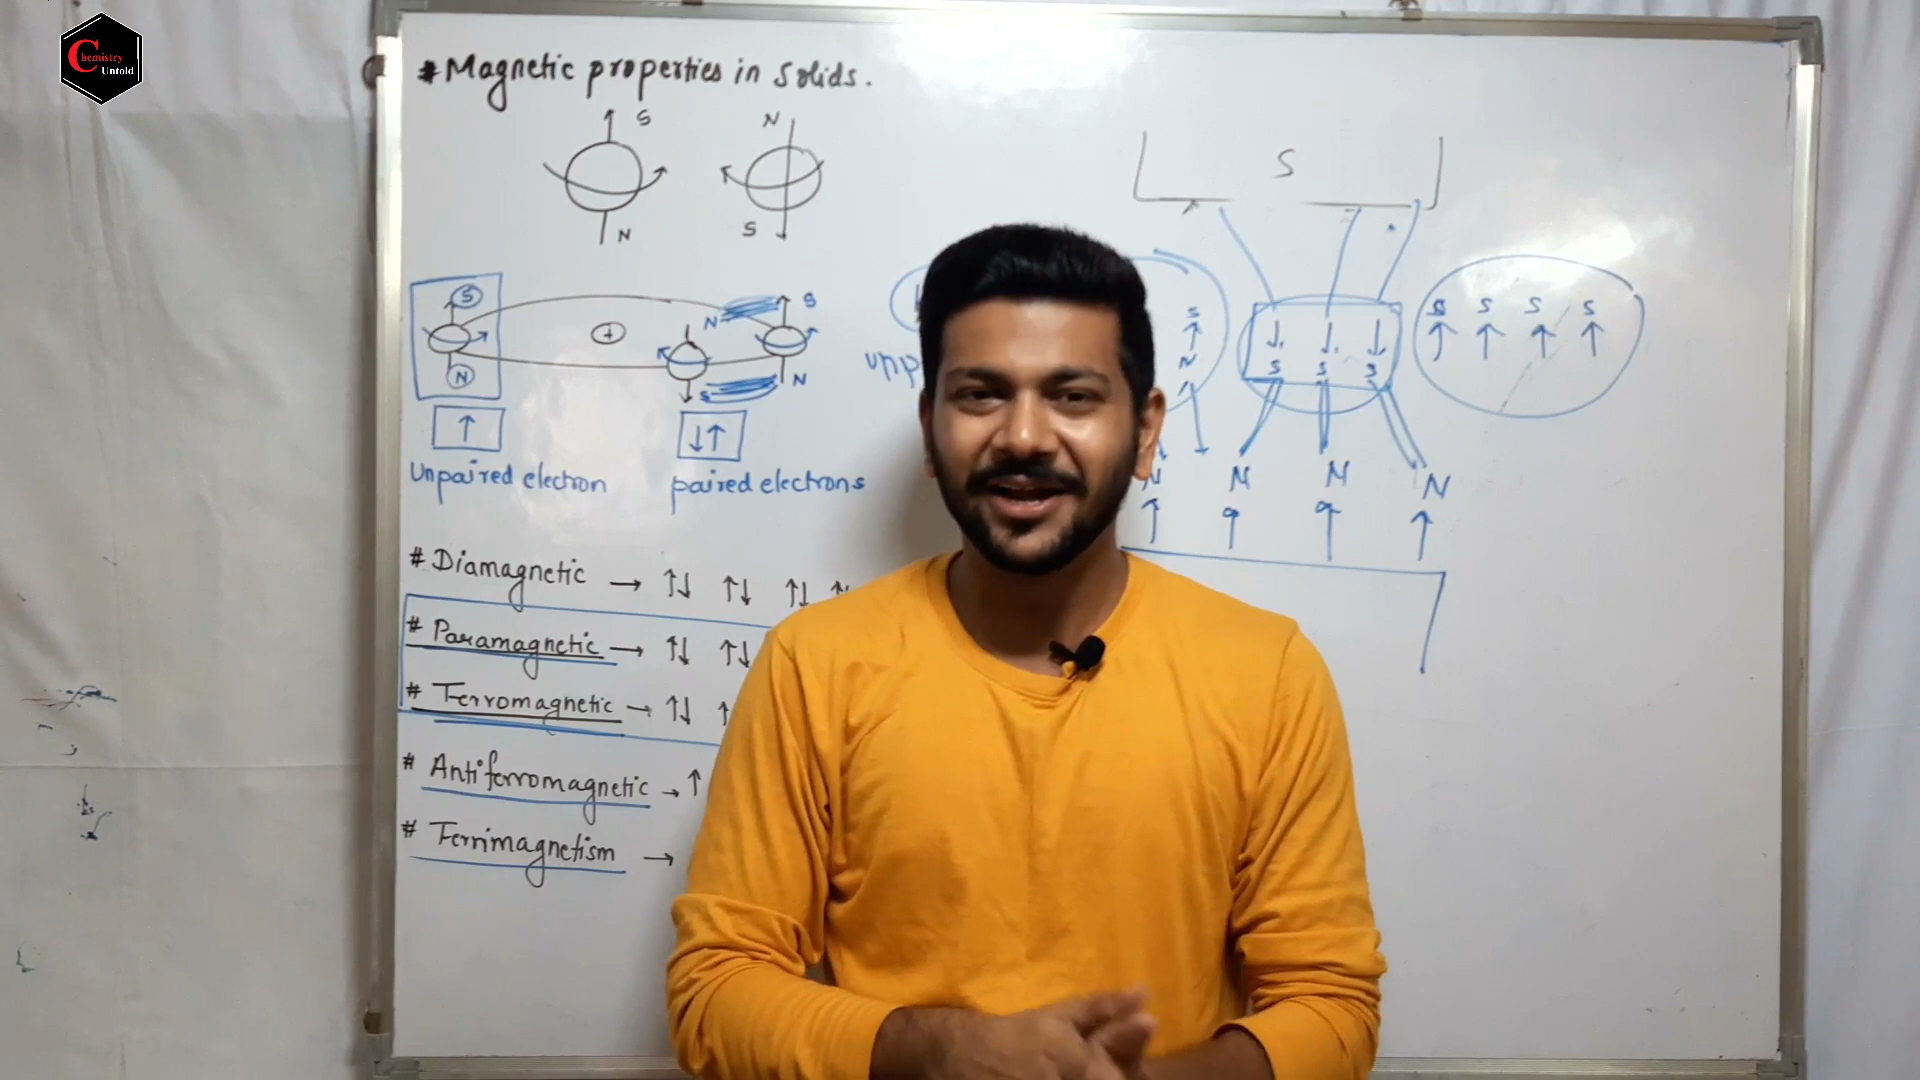 Chemistry
Untold
# Magnetic properties in Solids.
S N
N S
S
S
N
N
S
N
+
↑
↓↑
Unpaired electron
paired electrons
# Diamagnetic → ↑↓ ↑↓ ↑↓
# Paramagnetic → ↑↓ ↑↓
# Ferromagnetic → ↑↓ ↑
# Antiferromagnetic → ↑
# Ferrimagnetism →
S
S
↑
N
↓ ↓ ↓
S S S
S S S S
↑ ↑ ↑ ↑
N N N N
↑ ↑ ↑ ↑